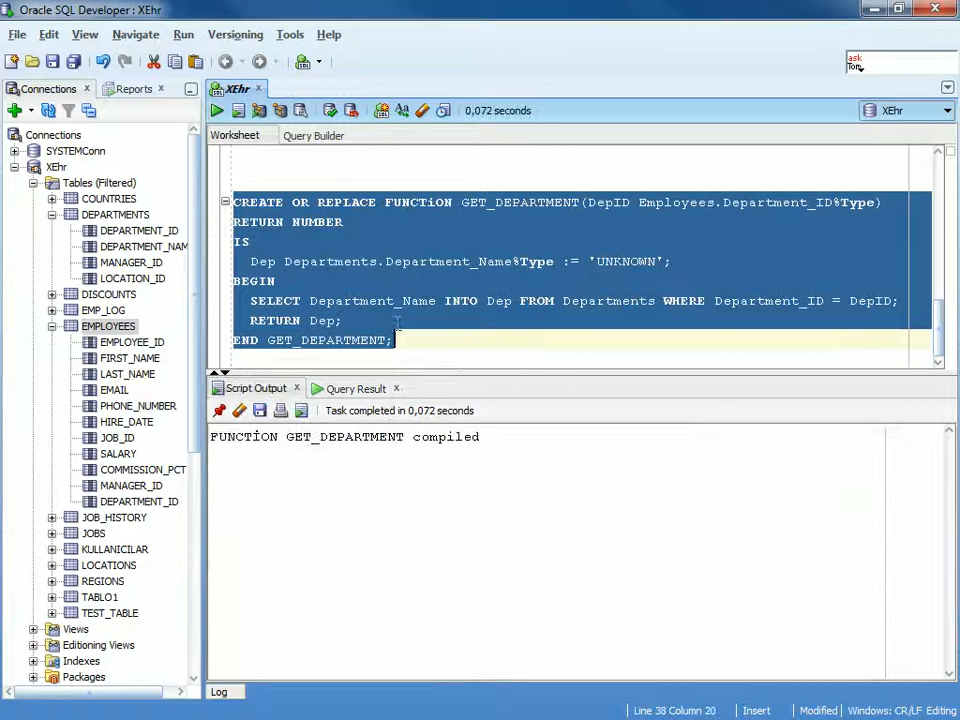 Oracle SQL Developer : XEhr
File Edit View Navigate Run Versioning Tools Help
ask
Tom
Connections Reports XEhr
0,072 seconds XEhr
Worksheet Query Builder
Connections
SYSTEMConn
XEhr
Tables (Filtered)
COUNTRIES
DEPARTMENTS
DEPARTMENT_ID
DEPARTMENT_NAM
MANAGER_ID
LOCATION_ID
DISCOUNTS
EMP_LOG
EMPLOYEES
EMPLOYEE_ID
FIRST_NAME
LAST_NAME
EMAIL
PHONE_NUMBER
HIRE_DATE
JOB_ID
SALARY
COMMISSION_PCT
MANAGER_ID
DEPARTMENT_ID
JOB_HISTORY
JOBS
KULLANICILAR
LOCATIONS
REGIONS
TABLO1
TEST_TABLE
Views
Editioning Views
Indexes
Packages
CREATE OR REPLACE FUNCTiON GET_DEPARTMENT(DepID Employees.Department_ID%Type)
RETURN NUMBER
IS
Dep Departments.Department_Name%Type := 'UNKNOWN';
BEGIN
SELECT Department_Name INTO Dep FROM Departments WHERE Department_ID = DepID;
RETURN Dep;
END GET_DEPARTMENT;
Script Output Query Result
Task completed in 0,072 seconds
FUNCTİON GET_DEPARTMENT compiled
Log
Line 38 Column 20 Insert Modified Windows: CR/LF Editing